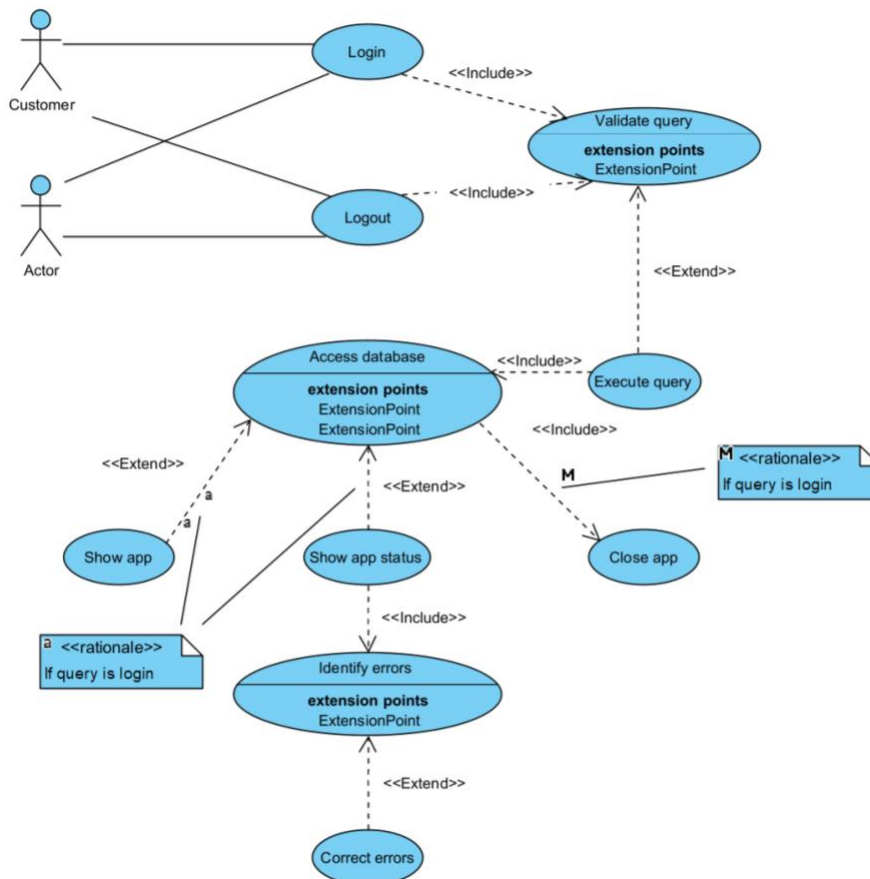 Customer
Login
<<Include>>
Validate query
extension points
ExtensionPoint
Actor
Logout
<<Include>>
<<Extend>>
Access database
extension points
ExtensionPoint
ExtensionPoint
<<Include>>
Execute query
<<Include>>
<<Extend>>
<<Extend>>
M
M <<rationale>>
If query is login
a
a
Show app
Show app status
Close app
<<Include>>
a <<rationale>>
If query is login
Identify errors
extension points
ExtensionPoint
<<Extend>>
Correct errors